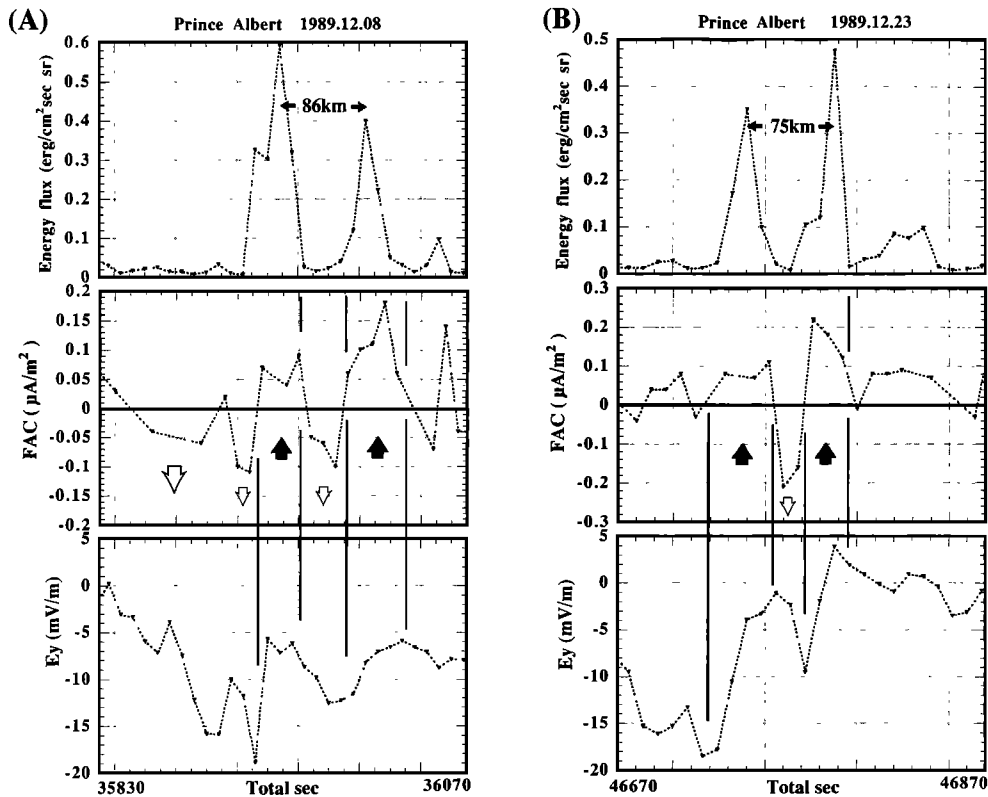 (A)
Prince Albert 1989.12.08
Energy flux (erg/cm²sec sr)
0.6
0.5
0.4
0.3
0.2
0.1
0
86km
FAC (μA/m²)
0.2
0.15
0.1
0.05
0
-0.05
-0.1
-0.15
-0.2
Ey (mV/m)
5
0
-5
-10
-15
-20
35830 Total sec 36070
(B)
Prince Albert 1989.12.23
Energy flux (erg/cm²sec sr)
0.5
0.4
0.3
0.2
0.1
0
75km
FAC (μA/m²)
0.3
0.2
0.1
0
-0.1
-0.2
-0.3
Ey (mV/m)
5
0
-5
-10
-15
-20
46670 Total sec 46870